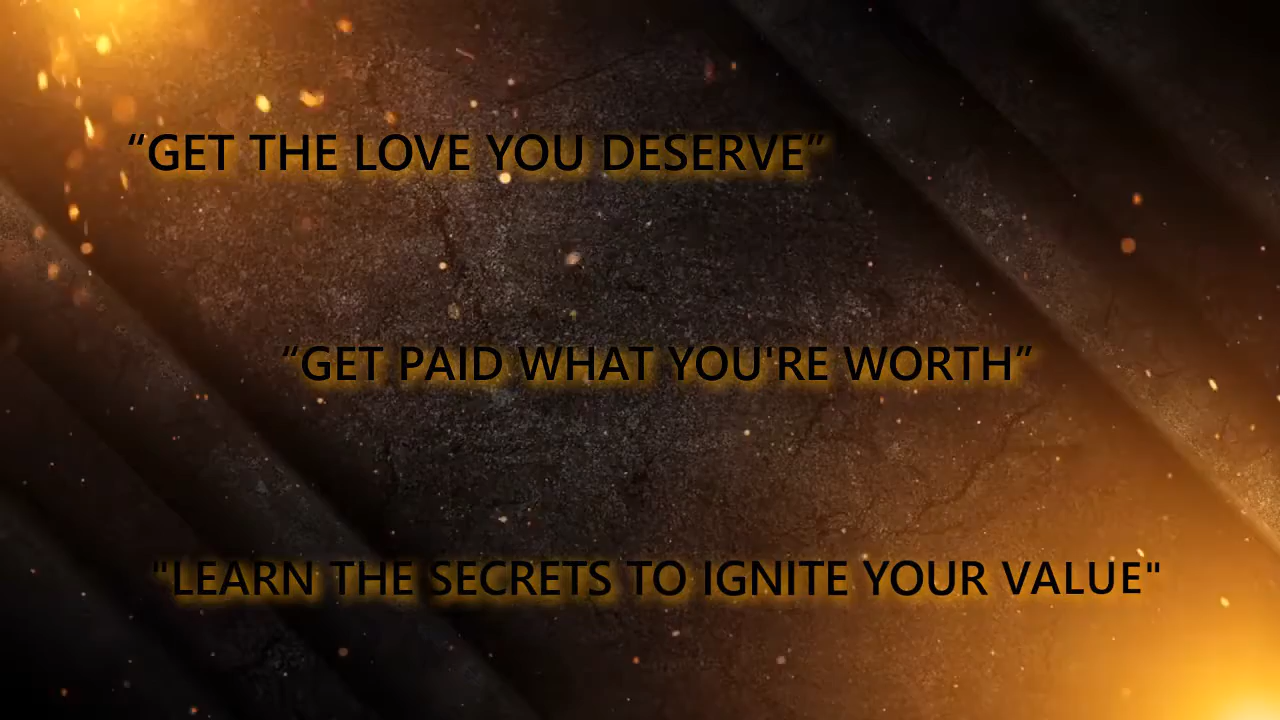 “GET THE LOVE YOU DESERVE”
“GET PAID WHAT YOU'RE WORTH”
"LEARN THE SECRETS TO IGNITE YOUR VALUE"